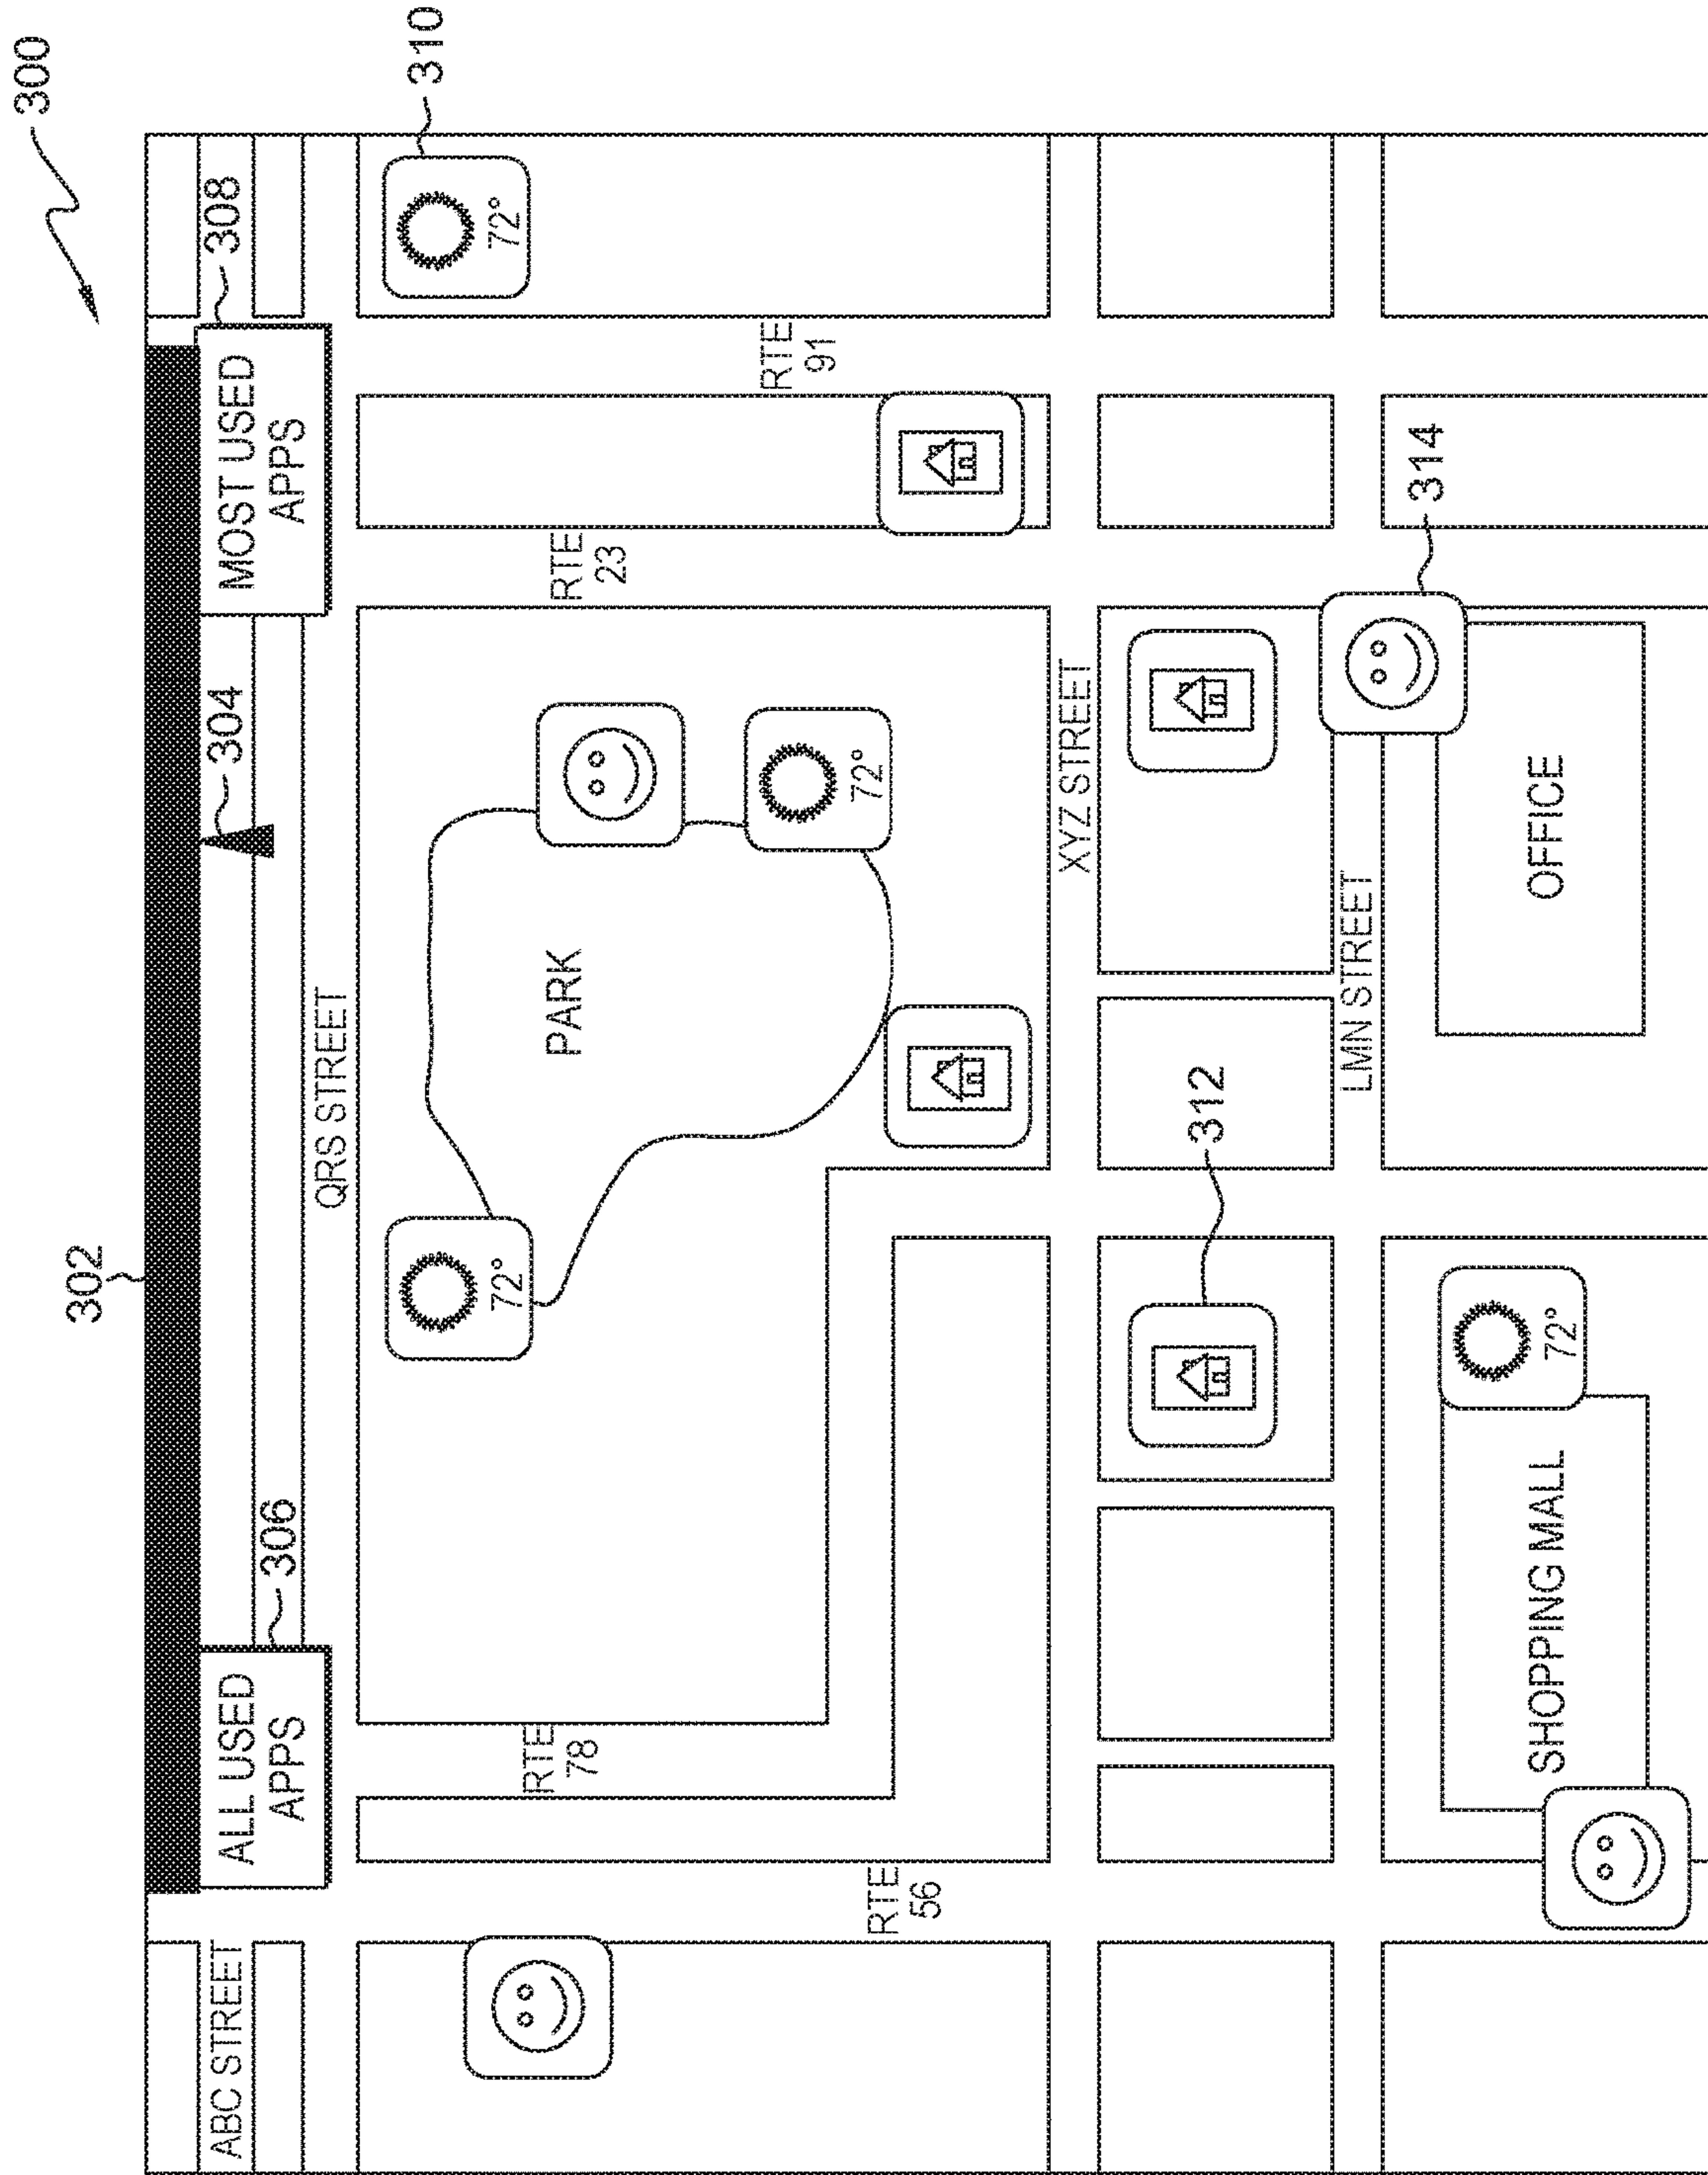 300
302
ABC STREET
ALL USED
APPS
306
304
MOST USED
APPS
308
QRS STREET
310
72°
72°
RTE
78
PARK
RTE
23
72°
RTE
91
RTE
56
XYZ STREET
312
LMN STREET
314
72°
SHOPPING MALL
OFFICE